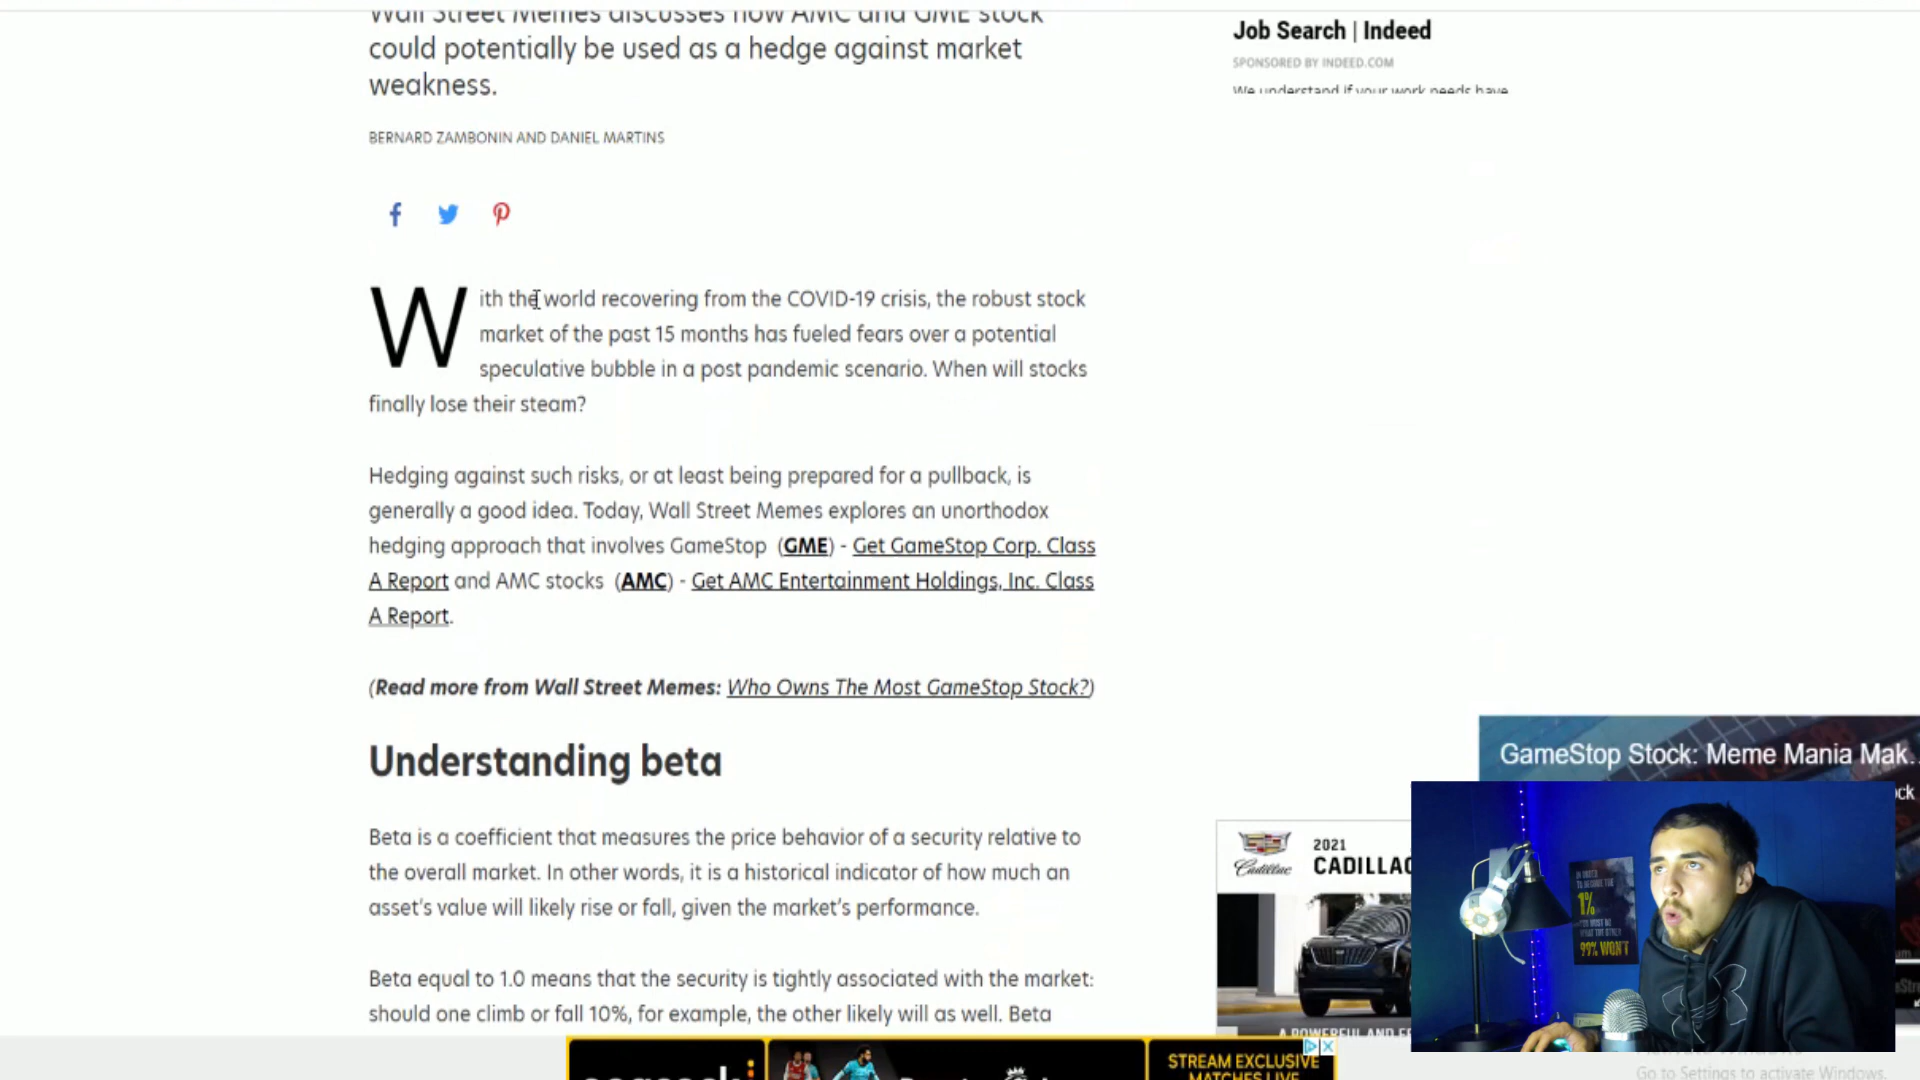 Wall Street Memes discusses how AMC and GME stock
could potentially be used as a hedge against market
weakness.
BERNARD ZAMBONIN AND DANIEL MARTINS
With the world recovering from the COVID-19 crisis, the robust stock
market of the past 15 months has fueled fears over a potential
speculative bubble in a post pandemic scenario. When will stocks
finally lose their steam?
Hedging against such risks, or at least being prepared for a pullback, is
generally a good idea. Today, Wall Street Memes explores an unorthodox
hedging approach that involves GameStop (GME) - Get GameStop Corp. Class
A Report and AMC stocks (AMC) - Get AMC Entertainment Holdings, Inc. Class
A Report.
(Read more from Wall Street Memes: Who Owns The Most GameStop Stock?)
Understanding beta
Beta is a coefficient that measures the price behavior of a security relative to
the overall market. In other words, it is a historical indicator of how much an
asset's value will likely rise or fall, given the market's performance.
Beta equal to 1.0 means that the security is tightly associated with the market:
should one climb or fall 10%, for example, the other likely will as well. Beta
Job Search | Indeed
SPONSORED BY INDEED.COM
We understand if your work needs have
GameStop Stock: Meme Mania Mak..
ock
2021
Cadillac
CADILLAC
A POWERFUL AND
1%
99% WON'T
STREAM EXCLUSIVE
MATCHES LIVE
Go to Settings to activate Windows.